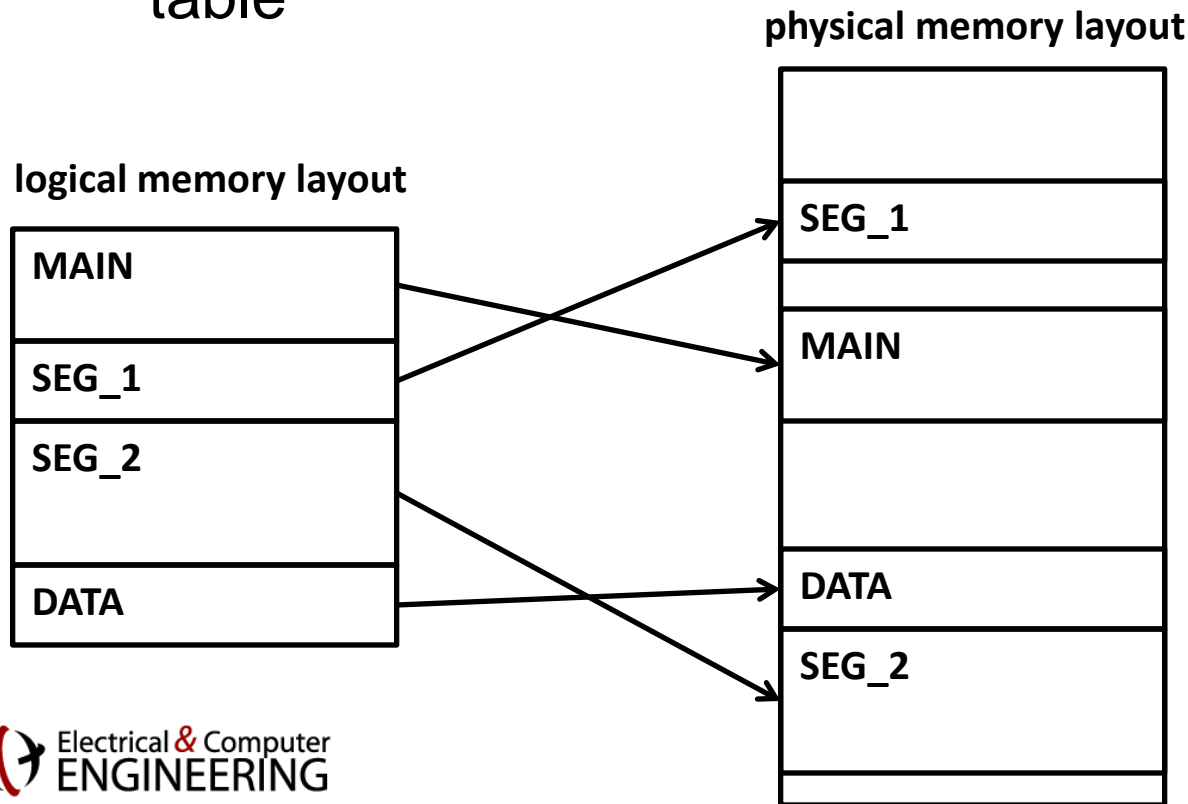 table
physical memory layout
logical memory layout
MAIN
SEG_1
SEG_2
DATA
SEG_1
MAIN
DATA
SEG_2
Electrical & Computer
ENGINEERING